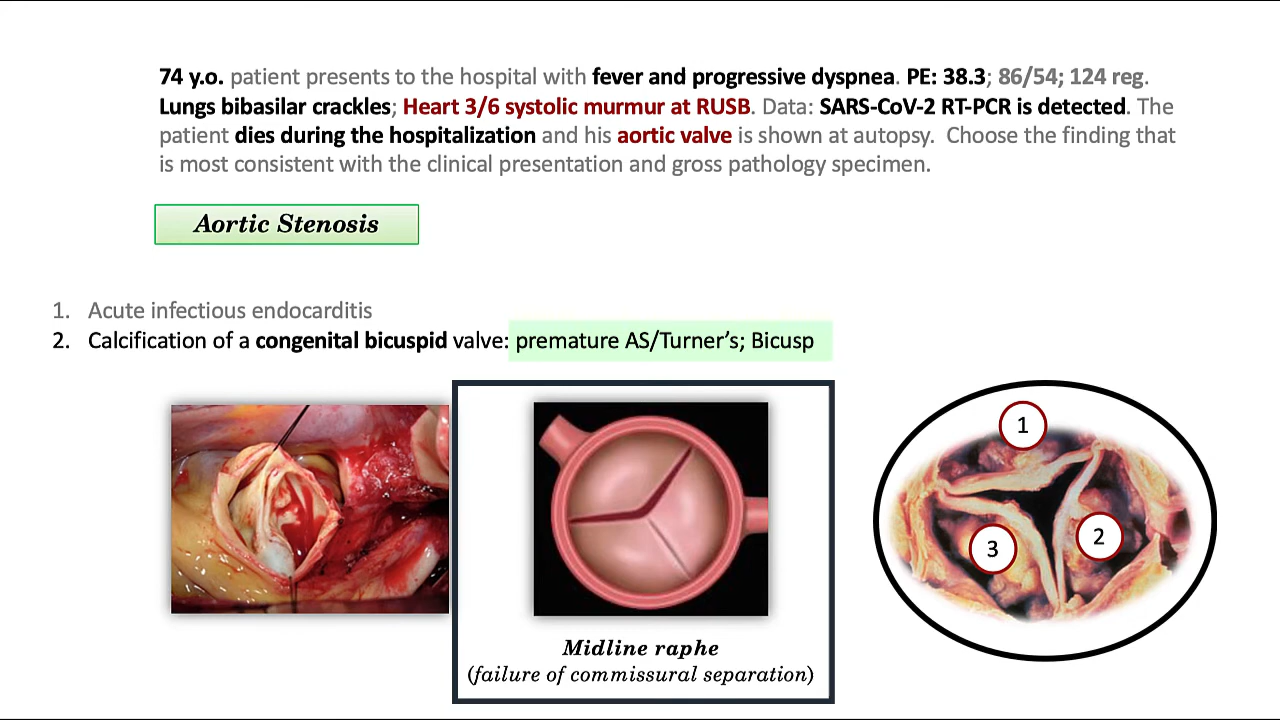 74 y.o. patient presents to the hospital with fever and progressive dyspnea. PE: 38.3; 86/54; 124 reg.
Lungs bibasilar crackles; Heart 3/6 systolic murmur at RUSB. Data: SARS-CoV-2 RT-PCR is detected. The
patient dies during the hospitalization and his aortic valve is shown at autopsy. Choose the finding that
is most consistent with the clinical presentation and gross pathology specimen.
Aortic Stenosis
1. Acute infectious endocarditis
2. Calcification of a congenital bicuspid valve: premature AS/Turner’s; Bicusp
1
2
3
Midline raphe
(failure of commissural separation)